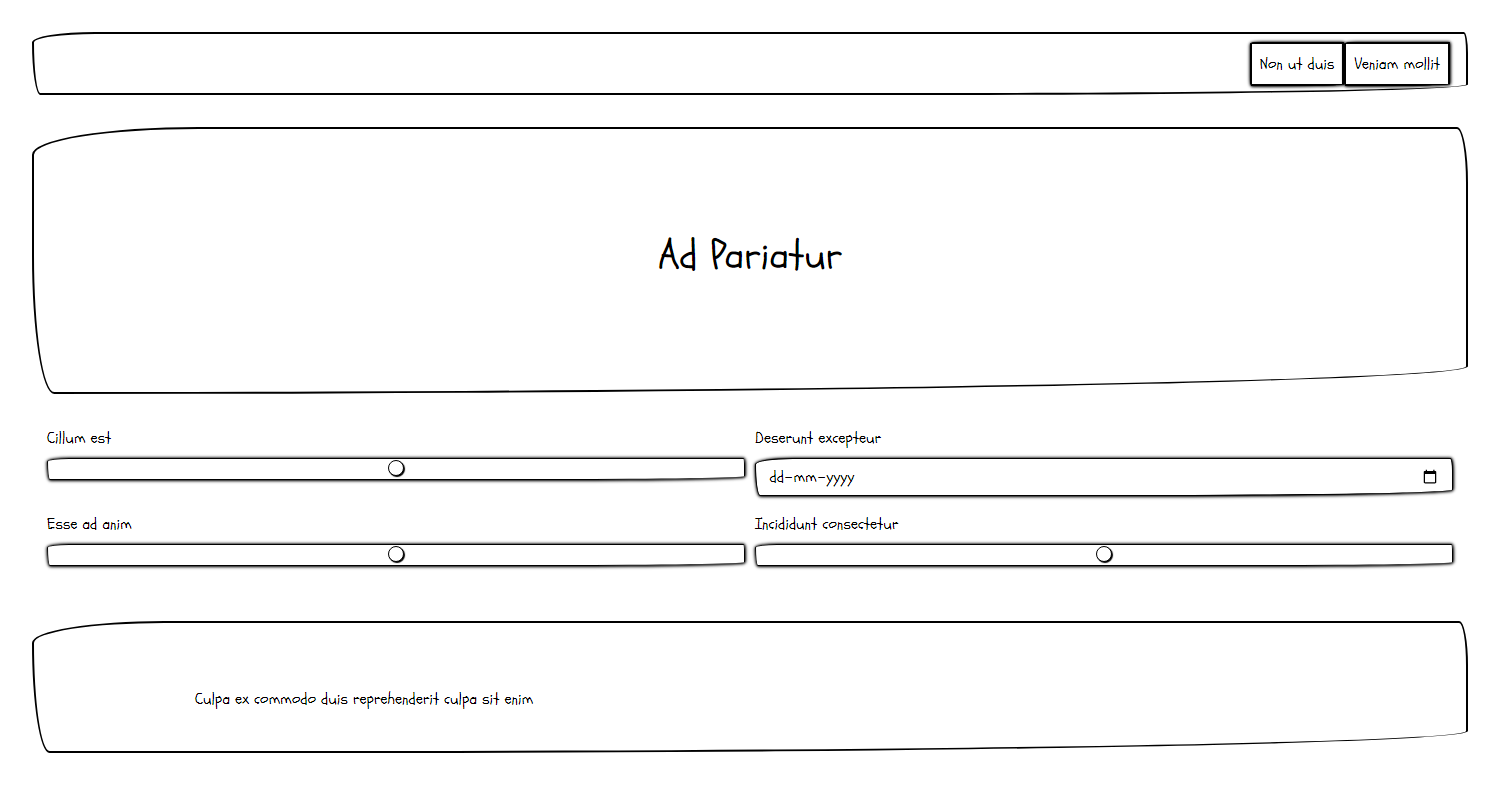 Non ut duis
Veniam mollit
Ad Pariatur
Cillum est
Deserunt excepteur
dd-mm-yyyy
Esse ad anim
Incididunt consectetur
Culpa ex commodo duis reprehenderit culpa sit enim